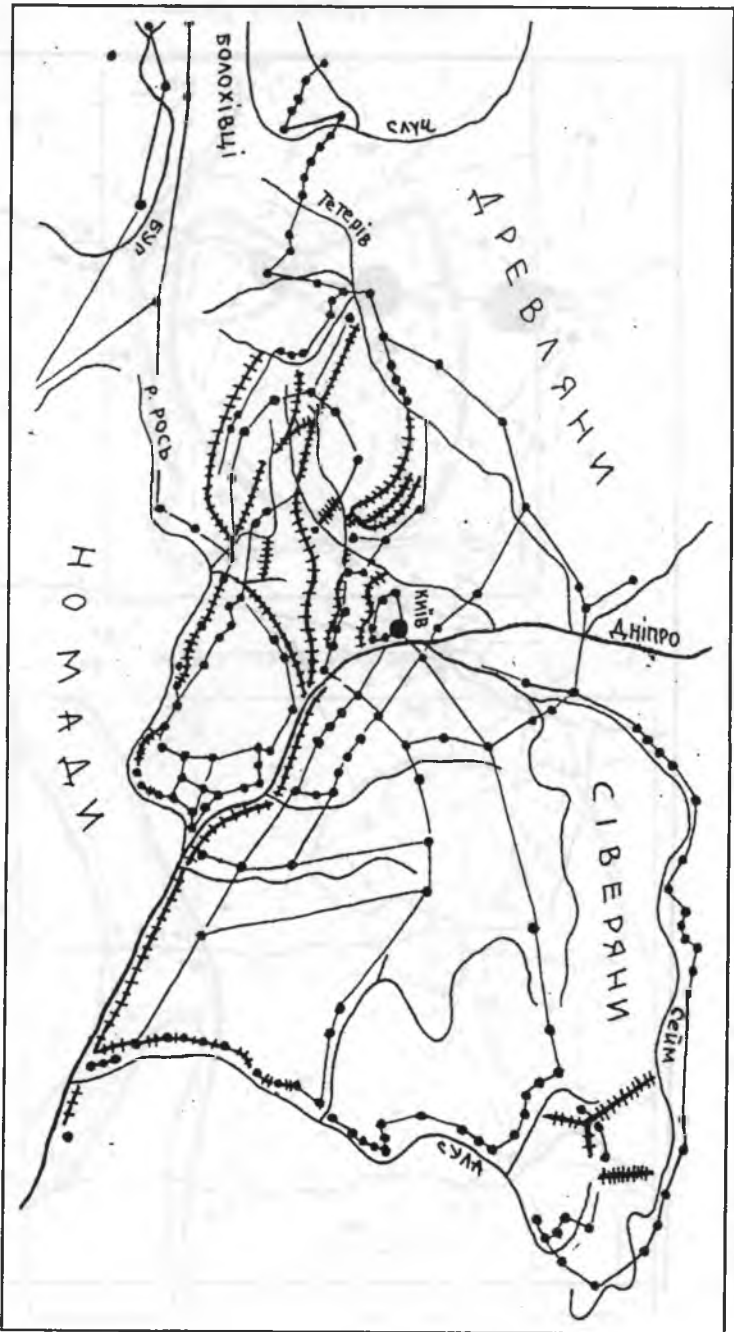 БОЛОХІВЦІ
СЛУЧ
ДРЕВЛЯНИ
Тетерів
БУГ
р. РОСЬ
НОМАДИ
КИЇВ
ДНІПРО
СІВЕРЯНИ
Сейм
СУЛА